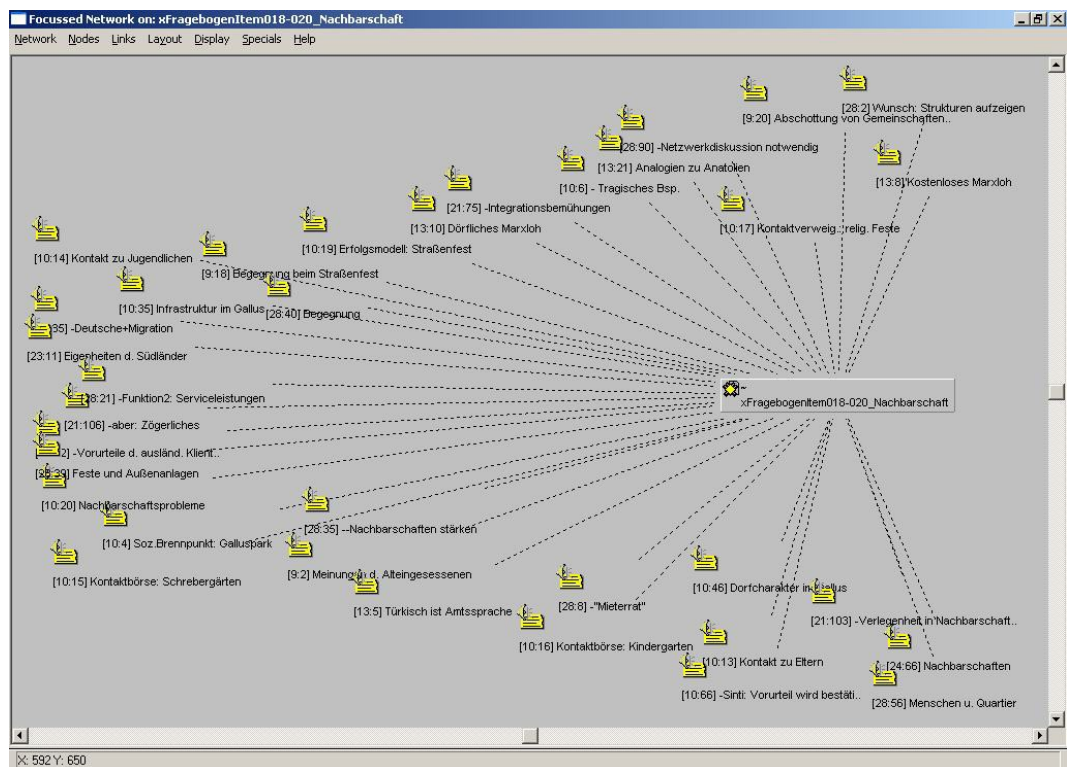 Focussed Network on: xFragebogenItem018-020_Nachbarschaft
Network Nodes Links Layout Display Specials Help
[28:2] Wunsch: Strukturen aufzeigen
[9:20] Abschottung von Gemeinschaften..
[28:90] -Netzwerkdiskussion notwendig
[13:21] Analogien zu Anatolien
[13:8] Kostenloses Marxloh
[10:6] - Tragisches Bsp.
[21:75] -Integrationsbemühungen
[13:10] Dörfliches Marxloh
[10:17] Kontaktverweig.: relig. Feste
[10:19] Erfolgsmodell: Straßenfest
[10:14] Kontakt zu Jugendlichen
[9:18] Begegnung beim Straßenfest
[10:35] Infrastruktur im Gallus
[28:40] Begegnung
35] -Deutsche+Migration
[23:11] Eigenheiten d. Südländer
~
xFragebogenItem018-020_Nachbarschaft
[28:21] -Funktion2: Serviceleistungen
[21:106] -aber: Zögerliches
2] -Vorurteile d. ausländ. Klient..
[28:39] Feste und Außenanlagen
[10:20] Nachbarschaftsprobleme
[28:35] --Nachbarschaften stärken
[10:4] Soz.Brennpunkt: Galluspark
[9:2] Meinung d. Alteingesessenen
[10:15] Kontaktbörse: Schrebergärten
[13:5] Türkisch ist Amtssprache
[28:8] -"Mieterrat"
[10:46] Dorfcharakter in Gallus
[21:103] -Verlegenheit in Nachbarschaft..
[10:16] Kontaktbörse: Kindergarten
[10:13] Kontakt zu Eltern
[24:66] Nachbarschaften
[10:66] -Sinti: Vorurteil wird bestäti..
[28:56] Menschen u. Quartier
X: 592 Y: 650